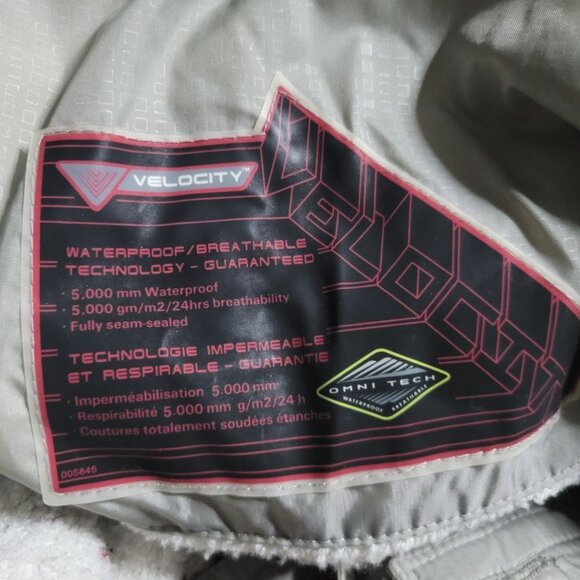 VELOCITY™
WATERPROOF/BREATHABLE
TECHNOLOGY - GUARANTEED
· 5,000 mm Waterproof
· 5,000 gm/m2/24hrs breathability
· Fully seam-sealed
TECHNOLOGIE IMPERMEABLE
ET RESPIRABLE - GUARANTIE
· Imperméabilisation 5.000 mm
· Respirabilité 5.000 mm g/m2/24 h
· Coutures totalement soudées étanches
005845
VELOCITY
OMNI TECH
WATERPROOF BREATHABLE